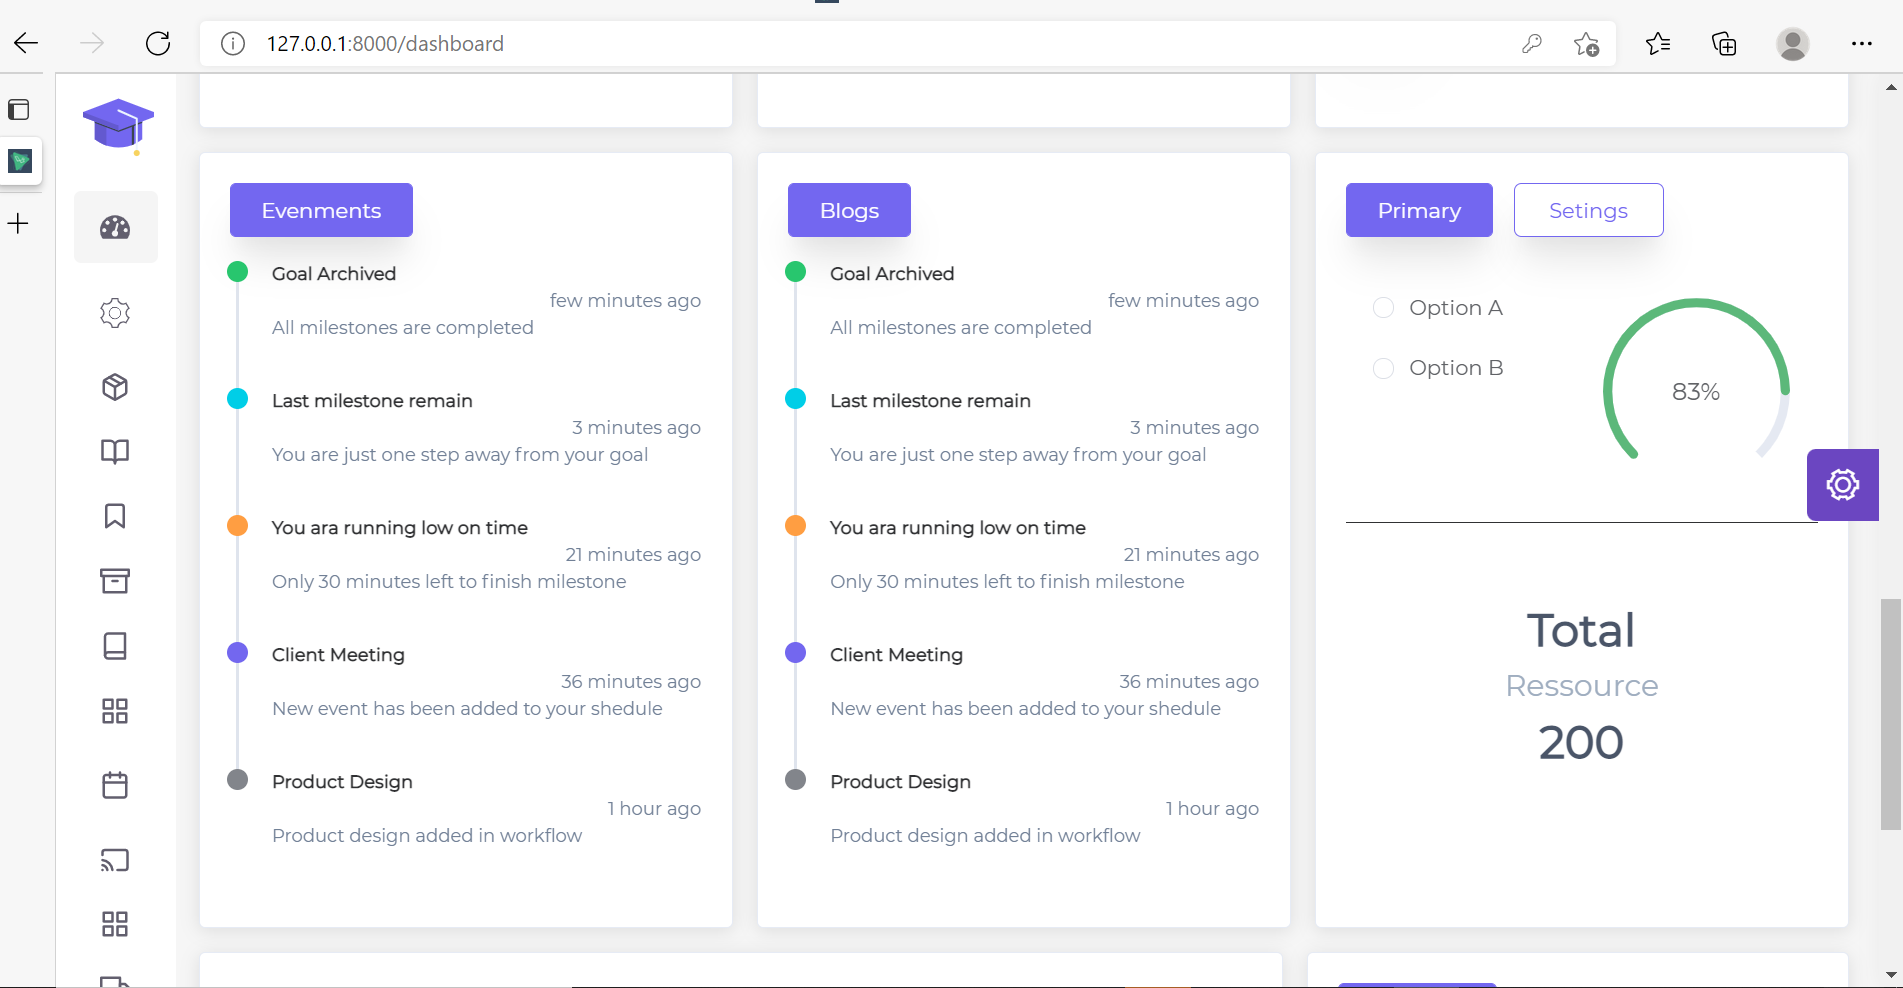 127.0.0.1:8000/dashboard
Evenments
Goal Archived
few minutes ago
All milestones are completed
Last milestone remain
3 minutes ago
You are just one step away from your goal
You ara running low on time
21 minutes ago
Only 30 minutes left to finish milestone
Client Meeting
36 minutes ago
New event has been added to your shedule
Product Design
1 hour ago
Product design added in workflow
Blogs
Goal Archived
few minutes ago
All milestones are completed
Last milestone remain
3 minutes ago
You are just one step away from your goal
You ara running low on time
21 minutes ago
Only 30 minutes left to finish milestone
Client Meeting
36 minutes ago
New event has been added to your shedule
Product Design
1 hour ago
Product design added in workflow
Primary
Setings
Option A
Option B
83%
Total
Ressource
200